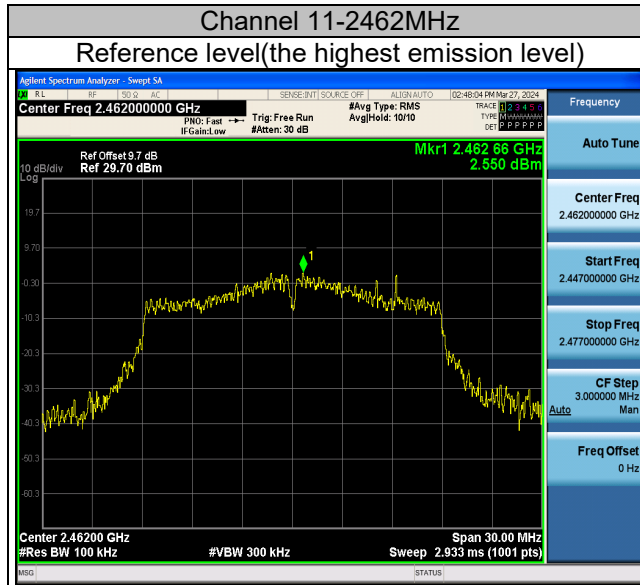 Channel 11-2462MHz
Reference level(the highest emission level)
Agilent Spectrum Analyzer - Swept SA
RL RF 50 Ω AC SENSE:INT SOURCE OFF ALIGN AUTO 02:48:04 PM Mar 27, 2024
Center Freq 2.462000000 GHz
PNO: Fast
IFGain:Low
Trig: Free Run
#Atten: 30 dB
#Avg Type: RMS
Avg|Hold: 10/10
TRACE 1 2 3 4 5 6
TYPE M
DET P P P P P P
Frequency
Auto Tune
Center Freq
2.462000000 GHz
Start Freq
2.447000000 GHz
Stop Freq
2.477000000 GHz
CF Step
3.000000 MHz
Auto Man
Freq Offset
0 Hz
Mkr1 2.462 66 GHz
2.550 dBm
Ref Offset 9.7 dB
Ref 29.70 dBm
10 dB/div
Log
19.7
9.70
-0.30
-10.3
-20.3
-30.3
-40.3
-50.3
-60.3
1
Center 2.46200 GHz Span 30.00 MHz
#Res BW 100 kHz #VBW 300 kHz Sweep 2.933 ms (1001 pts)
MSG STATUS